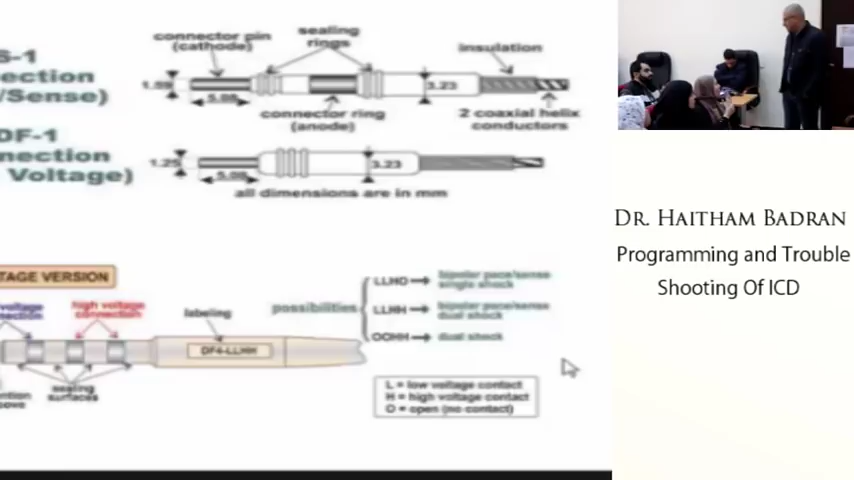 connector pin
(cathode)
sealing
rings
insulation
S-1
ection
/Sense)
3.23
5.08
connector ring
(anode)
2 coaxial helix
conductors
DF-1
nection
Voltage)
1.25
3.23
5.08
all dimensions are in mm
TAGE VERSION
voltage
connection
high voltage
connection
labeling
possibilities
LLHO
bipolar pace/sense
single shock
LLHH
bipolar pace/sense
dual shock
OOHH
dual shock
DF4-LLHH
sealing
surfaces
L = low voltage contact
H = high voltage contact
O = open (no contact)
Dr. Haitham Badran
Programming and Trouble
Shooting Of ICD